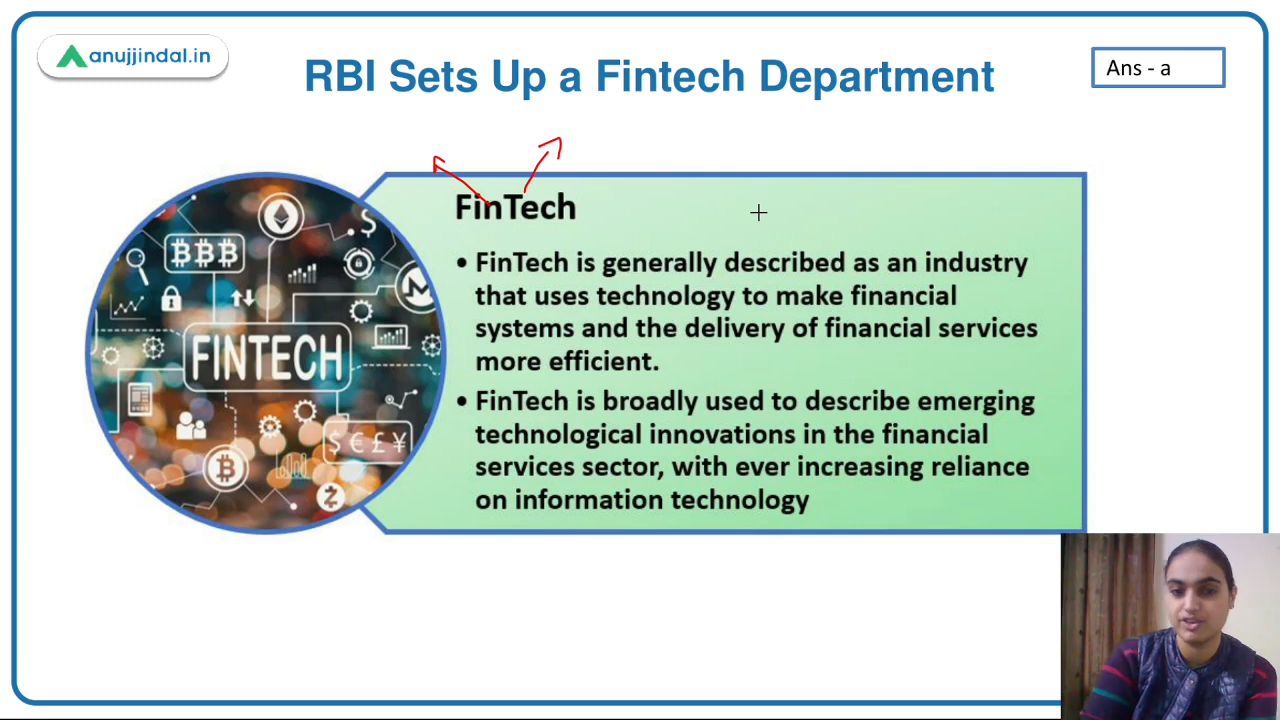 anujjindal.in
RBI Sets Up a Fintech Department
Ans - a
FinTech
• FinTech is generally described as an industry
that uses technology to make financial
systems and the delivery of financial services
more efficient.
• FinTech is broadly used to describe emerging
technological innovations in the financial
services sector, with ever increasing reliance
on information technology
FINTECH
$ € £ ¥